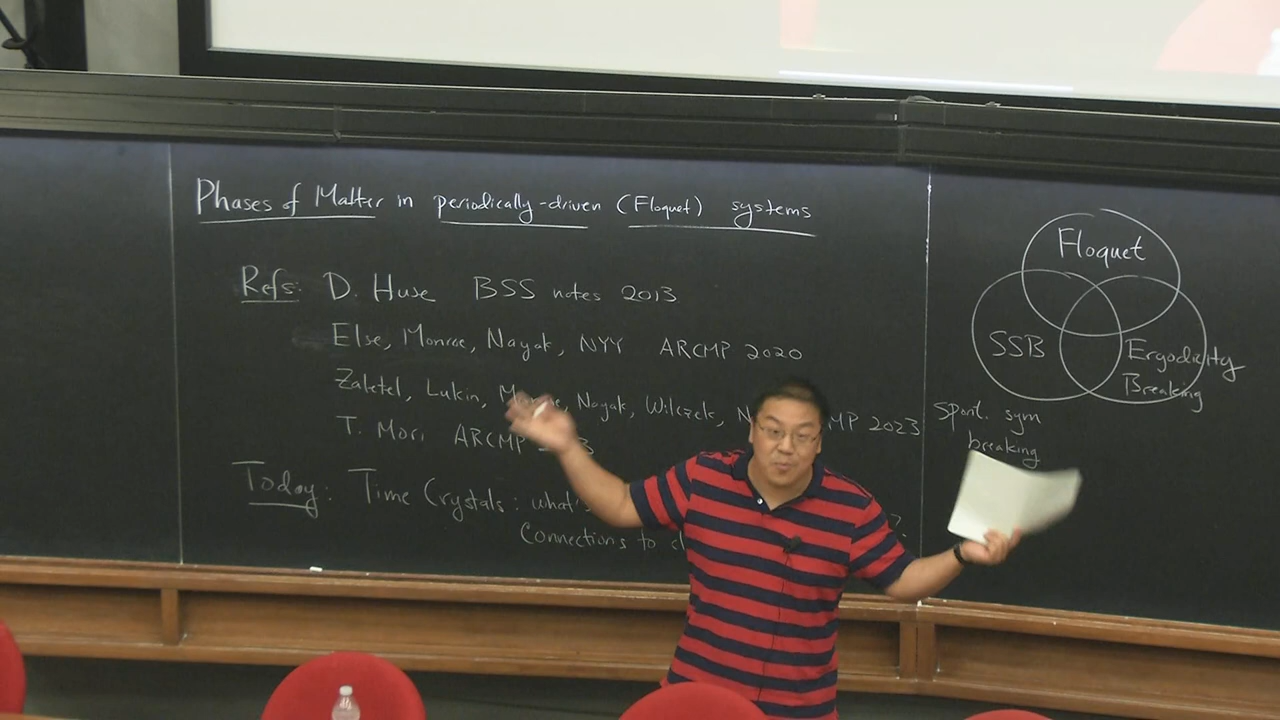 Phases of Matter in periodically-driven (Floquet) systems
Refs: D. Huse BSS notes 2013
Else, Monroe, Nayak, NYY ARCMP 2020
Zaletel, Lukin, Monroe, Nayak, Wilczek, MP 2023
T. Mori, ARCMP
Today: Time Crystals: what's
Connections to
Floquet
SSB
Ergodicity
Breaking
Spont. sym
breaking